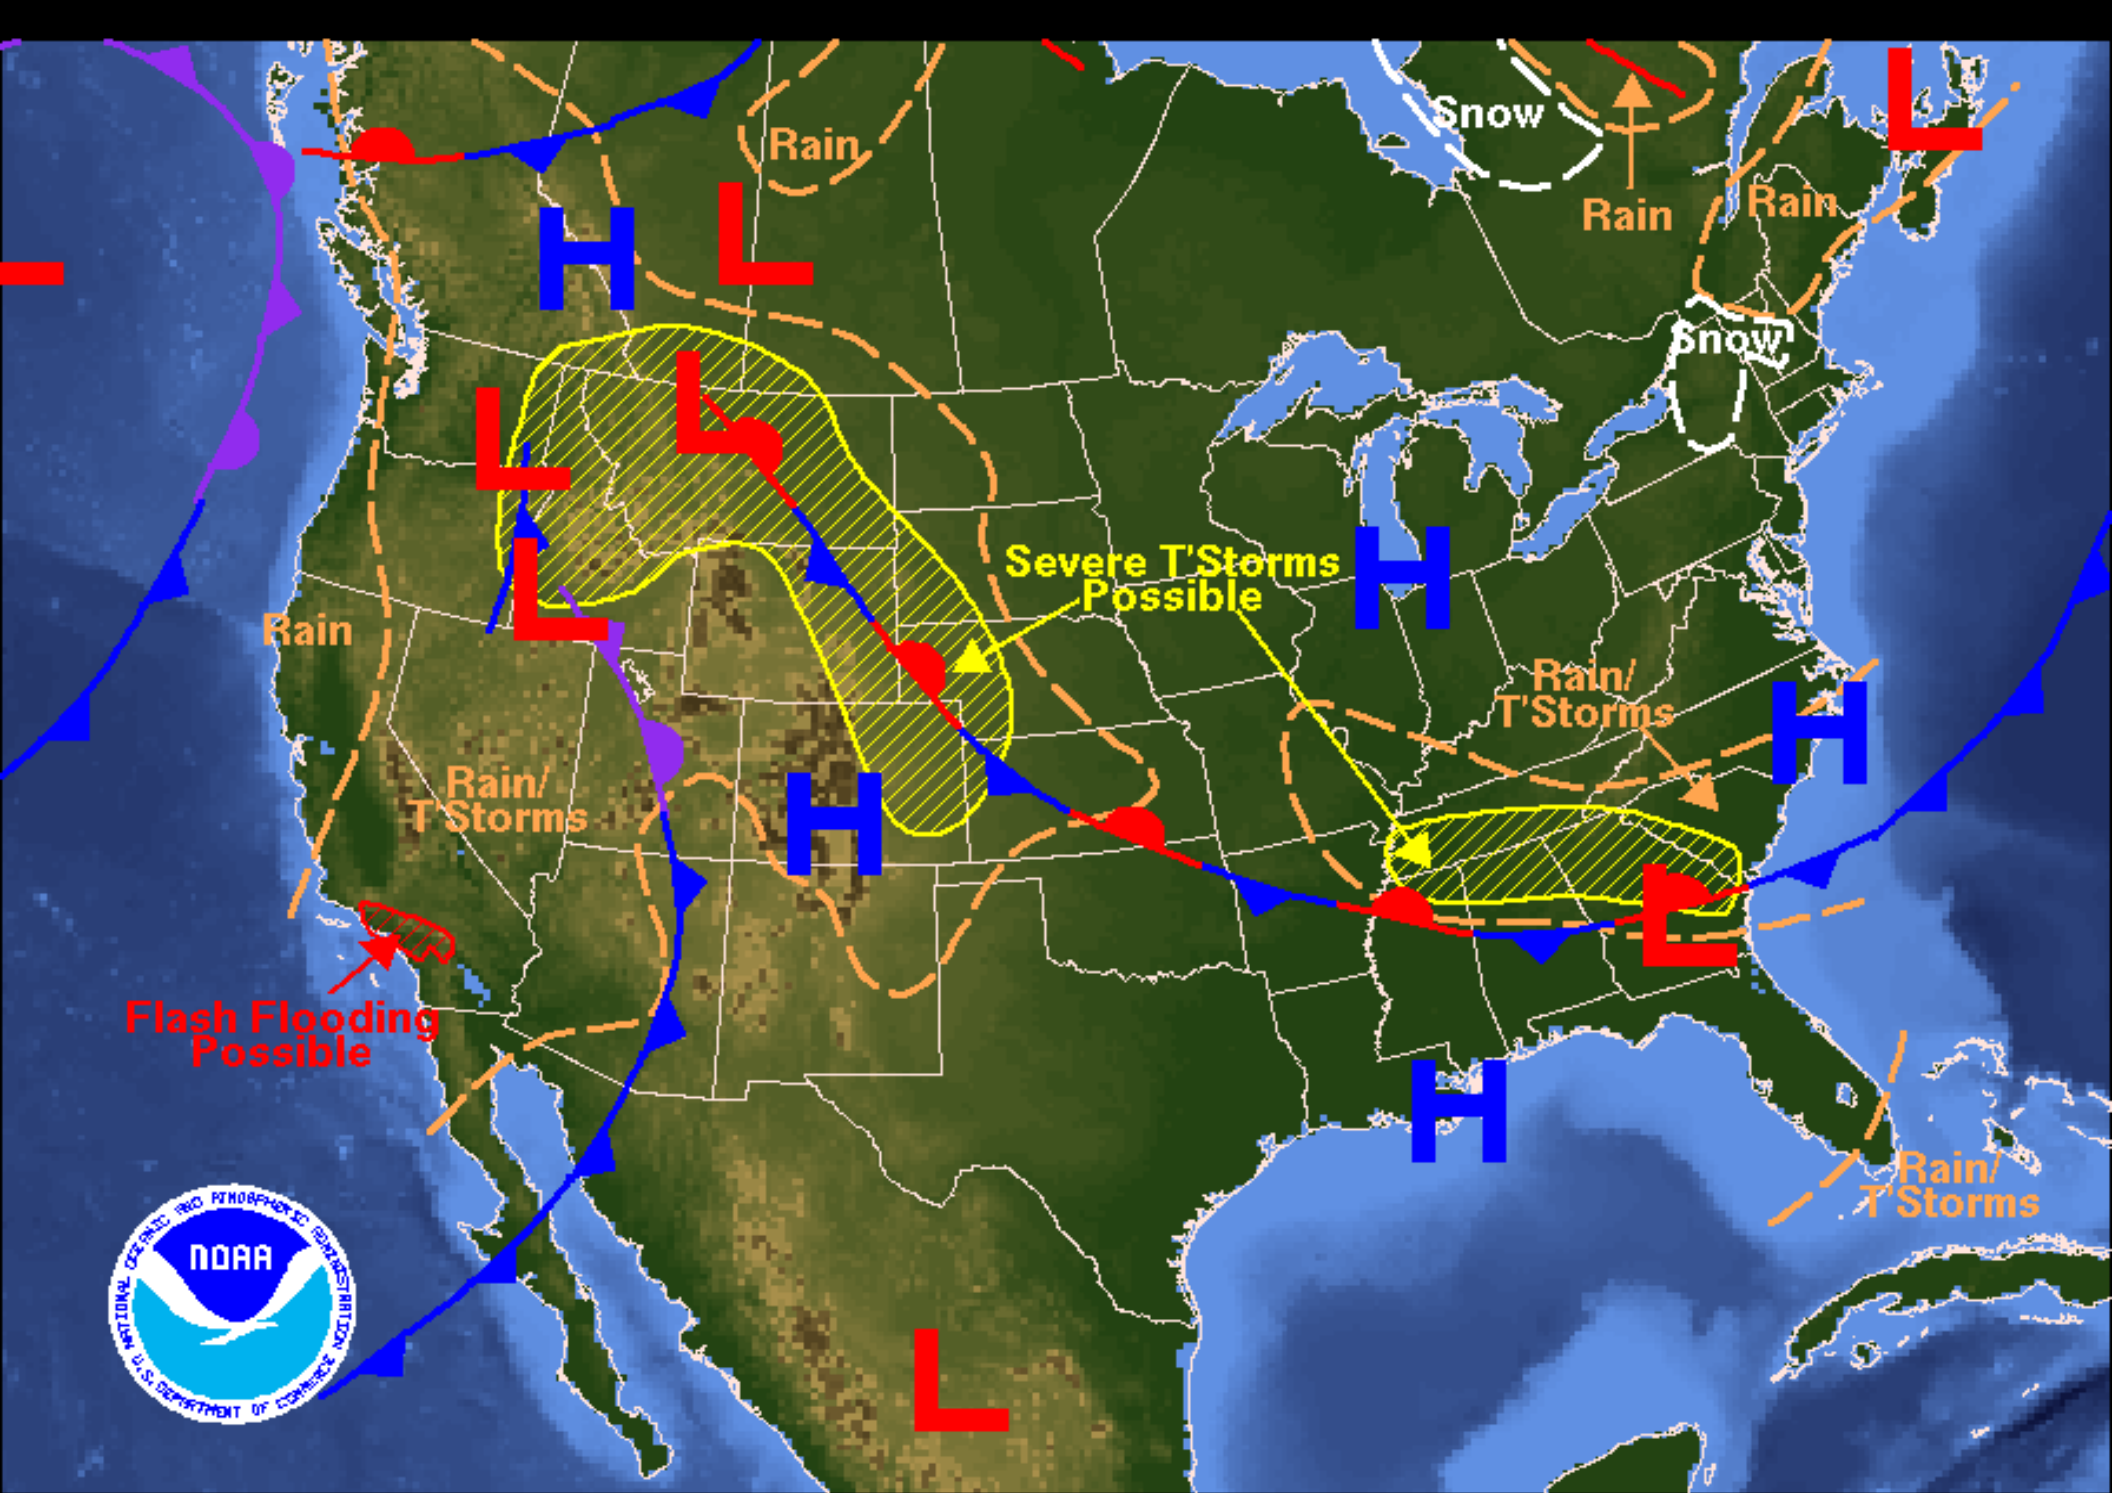 L
Snow
Rain
Rain
Rain
L
H
L
L
Snow
L
L
Severe T'Storms
Possible
H
L
Rain
Rain/
T'Storms
H
Rain/
T'Storms
H
L
Flash Flooding
Possible
H
Rain/
T'Storms
NOAA
NATIONAL OCEANIC AND ATMOSPHERIC ADMINISTRATION
U.S. DEPARTMENT OF COMMERCE
L